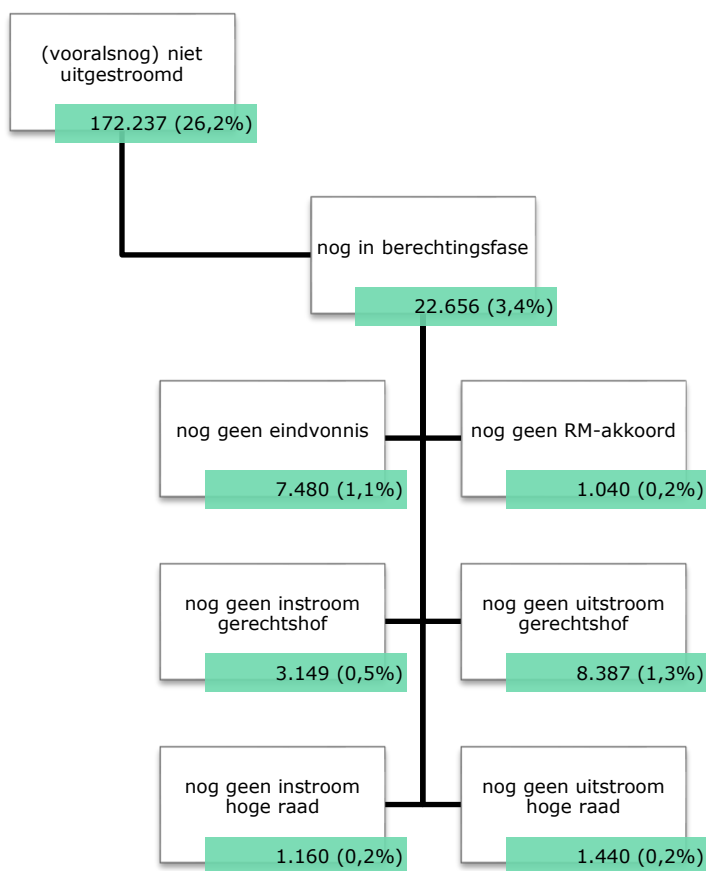 (vooralsnog) niet
uitgestroomd
172.237 (26,2%)
nog in berechtingsfase
22.656 (3,4%)
nog geen eindvonnis
7.480 (1,1%)
nog geen RM-akkoord
1.040 (0,2%)
nog geen instroom
gerechtshof
3.149 (0,5%)
nog geen uitstroom
gerechtshof
8.387 (1,3%)
nog geen instroom
hoge raad
1.160 (0,2%)
nog geen uitstroom
hoge raad
1.440 (0,2%)